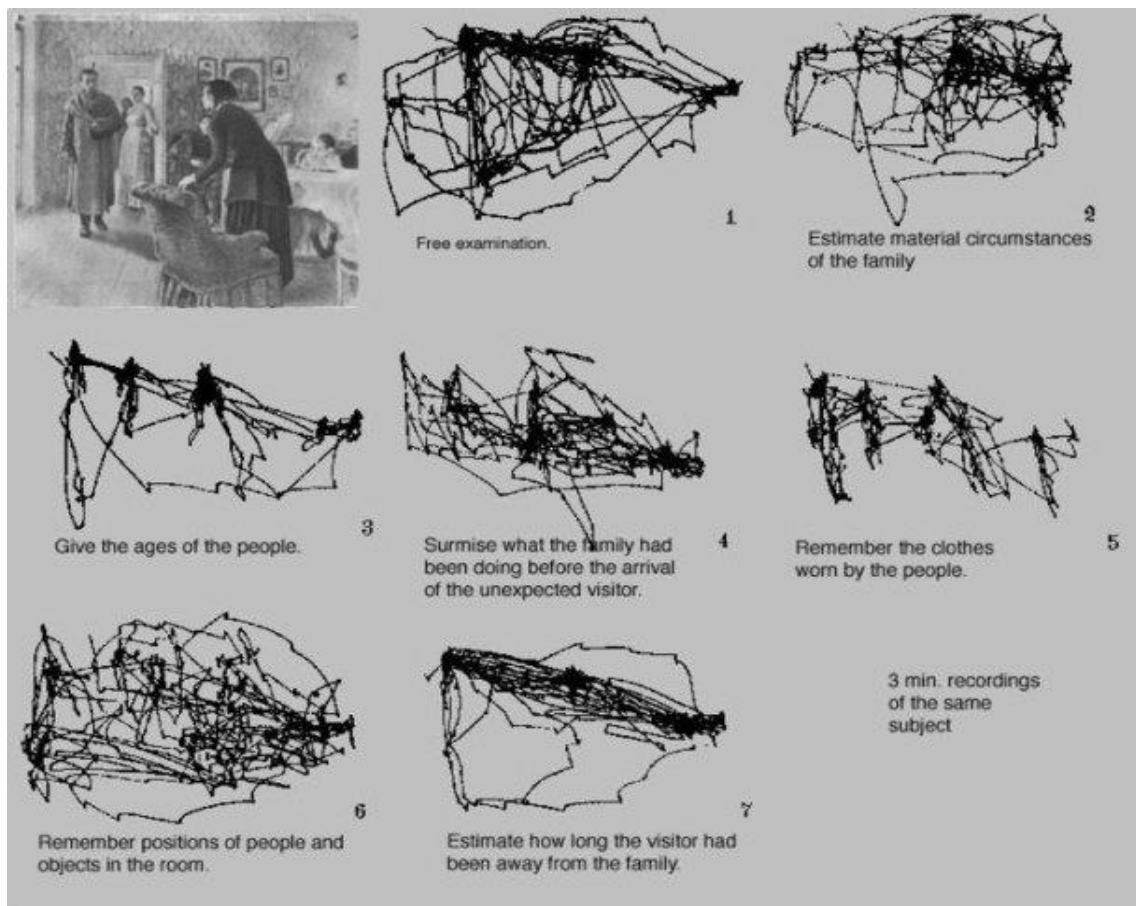 1
Free examination.
2
Estimate material circumstances
of the family
3
Give the ages of the people.
4
Surmise what the family had
been doing before the arrival
of the unexpected visitor.
5
Remember the clothes
worn by the people.
6
Remember positions of people and
objects in the room.
7
Estimate how long the visitor had
been away from the family.
3 min. recordings
of the same
subject